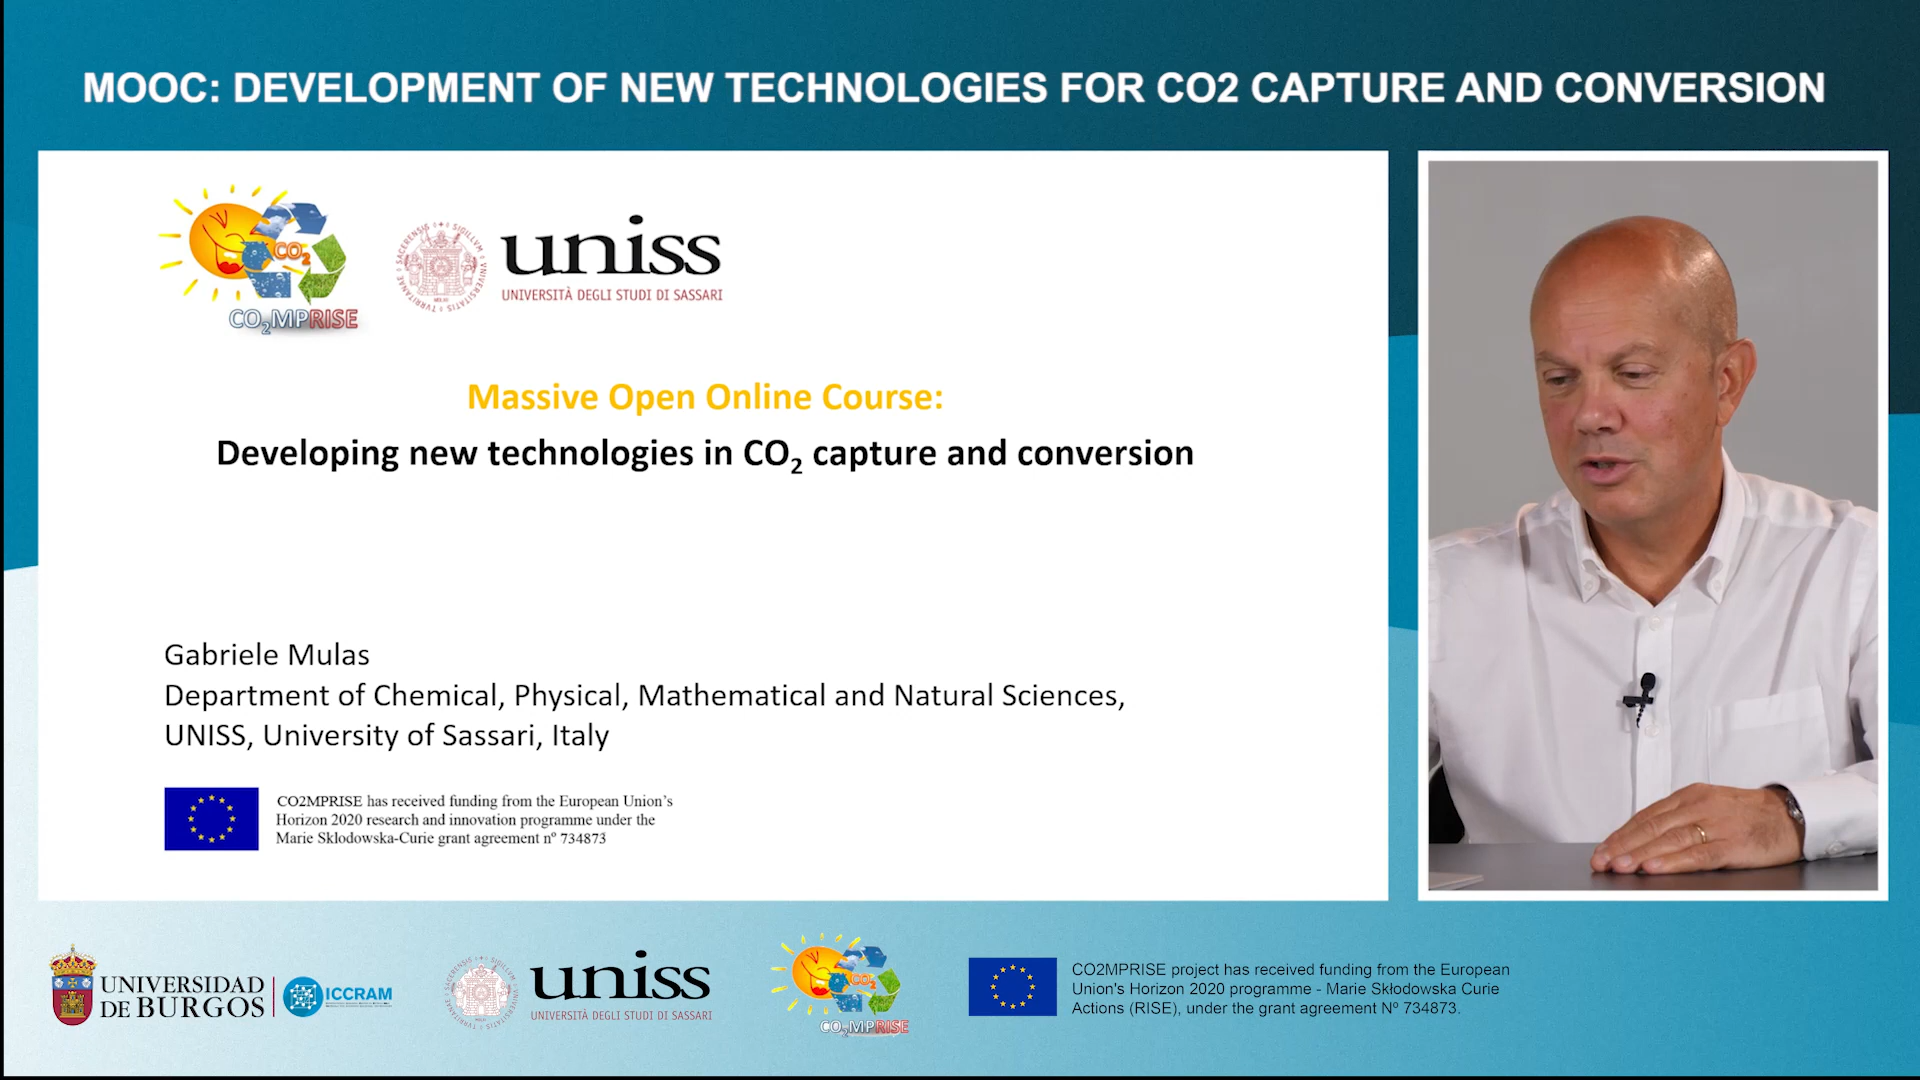 MOOC: DEVELOPMENT OF NEW TECHNOLOGIES FOR CO2 CAPTURE AND CONVERSION
CO2
CO2MPRISE
uniss
UNIVERSITÀ DEGLI STUDI DI SASSARI
Massive Open Online Course:
Developing new technologies in CO2 capture and conversion
Gabriele Mulas
Department of Chemical, Physical, Mathematical and Natural Sciences,
UNISS, University of Sassari, Italy
CO2MPRISE has received funding from the European Union's
Horizon 2020 research and innovation programme under the
Marie Sklodowska-Curie grant agreement nº 734873
UNIVERSIDAD
DE BURGOS
ICCRAM
uniss
UNIVERSITÀ DEGLI STUDI DI SASSARI
CO2
CO2MPRISE
CO2MPRISE project has received funding from the European
Union's Horizon 2020 programme - Marie Skłodowska Curie
Actions (RISE), under the grant agreement Nº 734873.